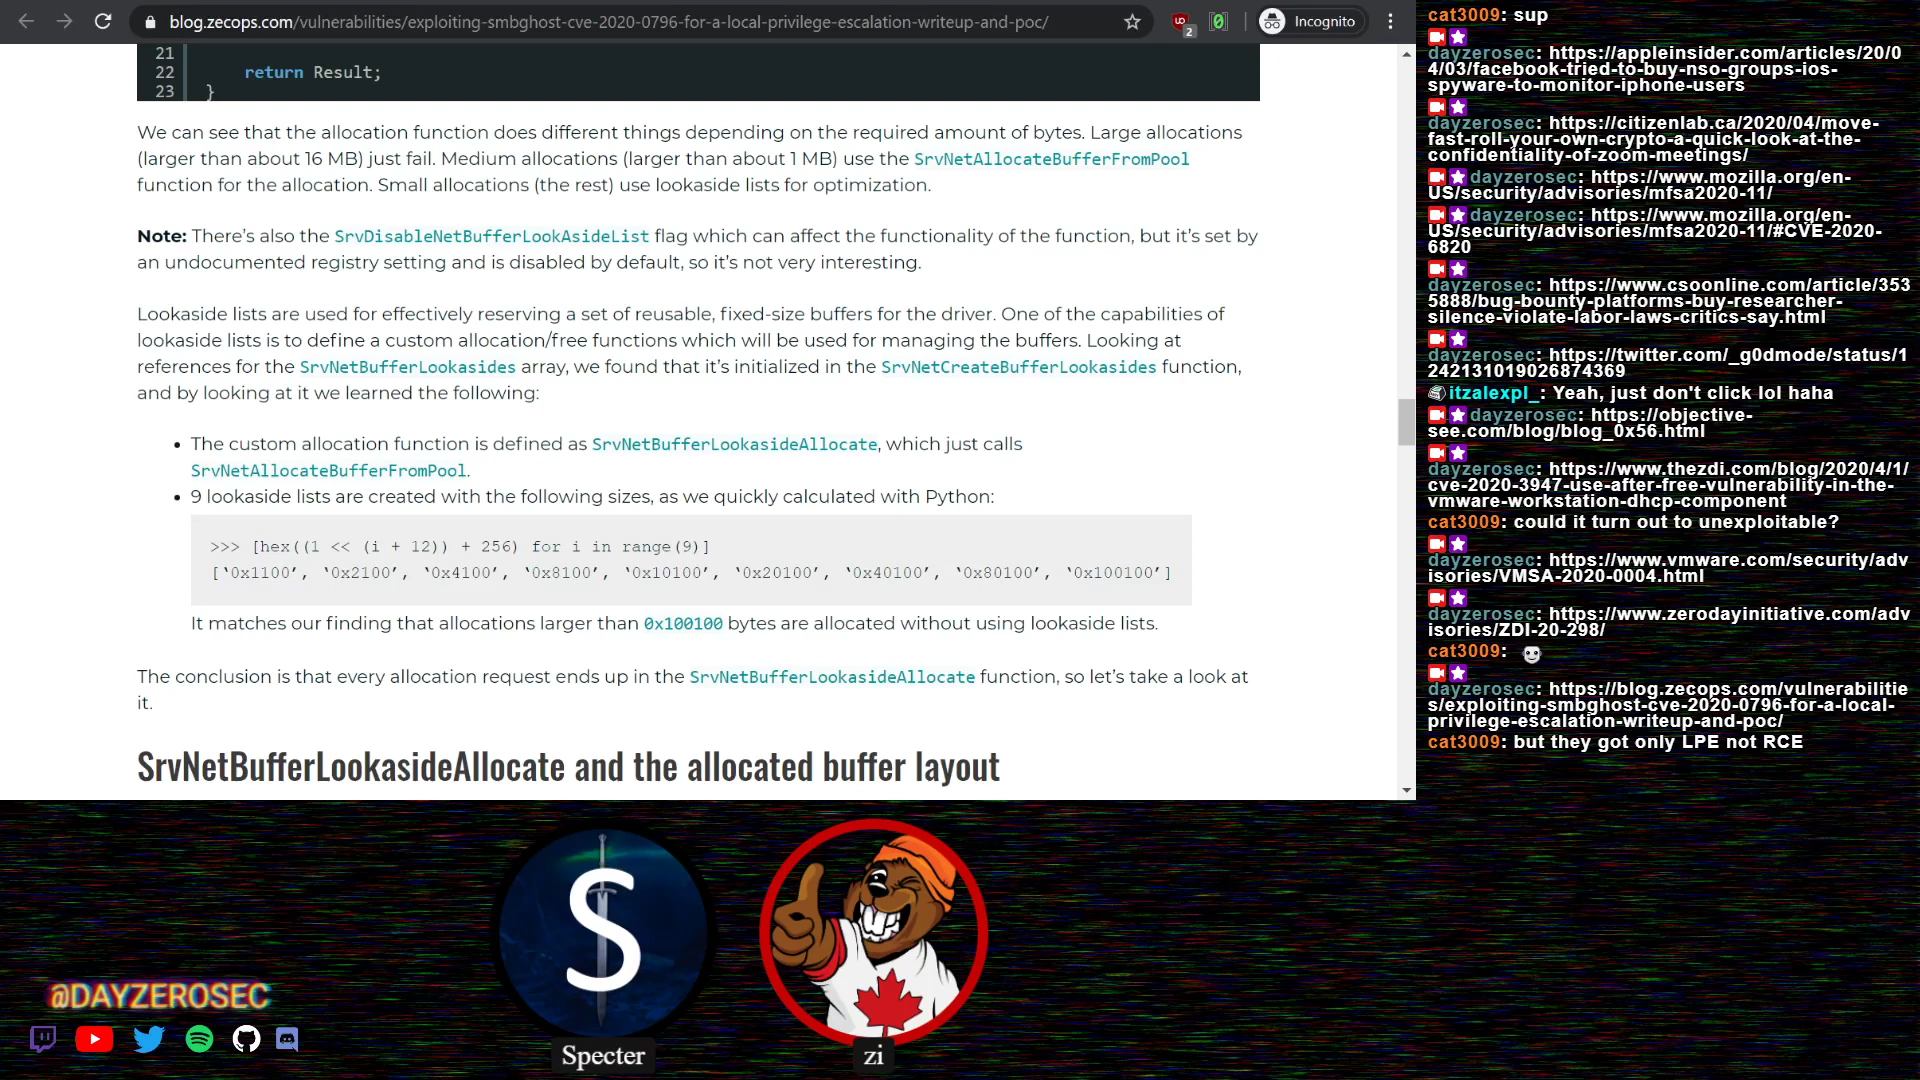 blog.zecops.com/vulnerabilities/exploiting-smbghost-cve-2020-0796-for-a-local-privilege-escalation-writeup-and-poc/
2
Incognito
21
22 return Result;
23 }
We can see that the allocation function does different things depending on the required amount of bytes. Large allocations
(larger than about 16 MB) just fail. Medium allocations (larger than about 1 MB) use the SrvNetAllocateBufferFromPool
function for the allocation. Small allocations (the rest) use lookaside lists for optimization.
Note: There’s also the SrvDisableNetBufferLookAsideList flag which can affect the functionality of the function, but it’s set by
an undocumented registry setting and is disabled by default, so it’s not very interesting.
Lookaside lists are used for effectively reserving a set of reusable, fixed-size buffers for the driver. One of the capabilities of
lookaside lists is to define a custom allocation/free functions which will be used for managing the buffers. Looking at
references for the SrvNetBufferLookasides array, we found that it’s initialized in the SrvNetCreateBufferLookasides function,
and by looking at it we learned the following:
• The custom allocation function is defined as SrvNetBufferLookasideAllocate, which just calls
SrvNetAllocateBufferFromPool.
• 9 lookaside lists are created with the following sizes, as we quickly calculated with Python:
>>> [hex((1 << (i + 12)) + 256) for i in range(9)]
[‘0x1100’, ‘0x2100’, ‘0x4100’, ‘0x8100’, ‘0x10100’, ‘0x20100’, ‘0x40100’, ‘0x80100’, ‘0x100100’]
It matches our finding that allocations larger than 0x100100 bytes are allocated without using lookaside lists.
The conclusion is that every allocation request ends up in the SrvNetBufferLookasideAllocate function, so let’s take a look at
it.
SrvNetBufferLookasideAllocate and the allocated buffer layout
cat3009: sup
dayzerosec: https://appleinsider.com/articles/20/0
4/03/facebook-tried-to-buy-nso-groups-ios-
spyware-to-monitor-iphone-users
dayzerosec: https://citizenlab.ca/2020/04/move-
fast-roll-your-own-crypto-a-quick-look-at-the-
confidentiality-of-zoom-meetings/
dayzerosec: https://www.mozilla.org/en-
US/security/advisories/mfsa2020-11/
dayzerosec: https://www.mozilla.org/en-
US/security/advisories/mfsa2020-11/#CVE-2020-
6820
dayzerosec: https://www.csoonline.com/article/353
5888/bug-bounty-platforms-buy-researcher-
silence-violate-labor-laws-critics-say.html
dayzerosec: https://twitter.com/_g0dmode/status/1
242131019026874369
itzalexpl_: Yeah, just don't click lol haha
dayzerosec: https://objective-
see.com/blog/blog_0x56.html
dayzerosec: https://www.thezdi.com/blog/2020/4/1/
cve-2020-3947-use-after-free-vulnerability-in-the-
vmware-workstation-dhcp-component
cat3009: could it turn out to unexploitable?
dayzerosec: https://www.vmware.com/security/adv
isories/VMSA-2020-0004.html
dayzerosec: https://www.zerodayinitiative.com/adv
isories/ZDI-20-298/
cat3009:
dayzerosec: https://blog.zecops.com/vulnerabilitie
s/exploiting-smbghost-cve-2020-0796-for-a-local-
privilege-escalation-writeup-and-poc/
cat3009: but they got only LPE not RCE
S
@DAYZEROSEC
Specter
zi